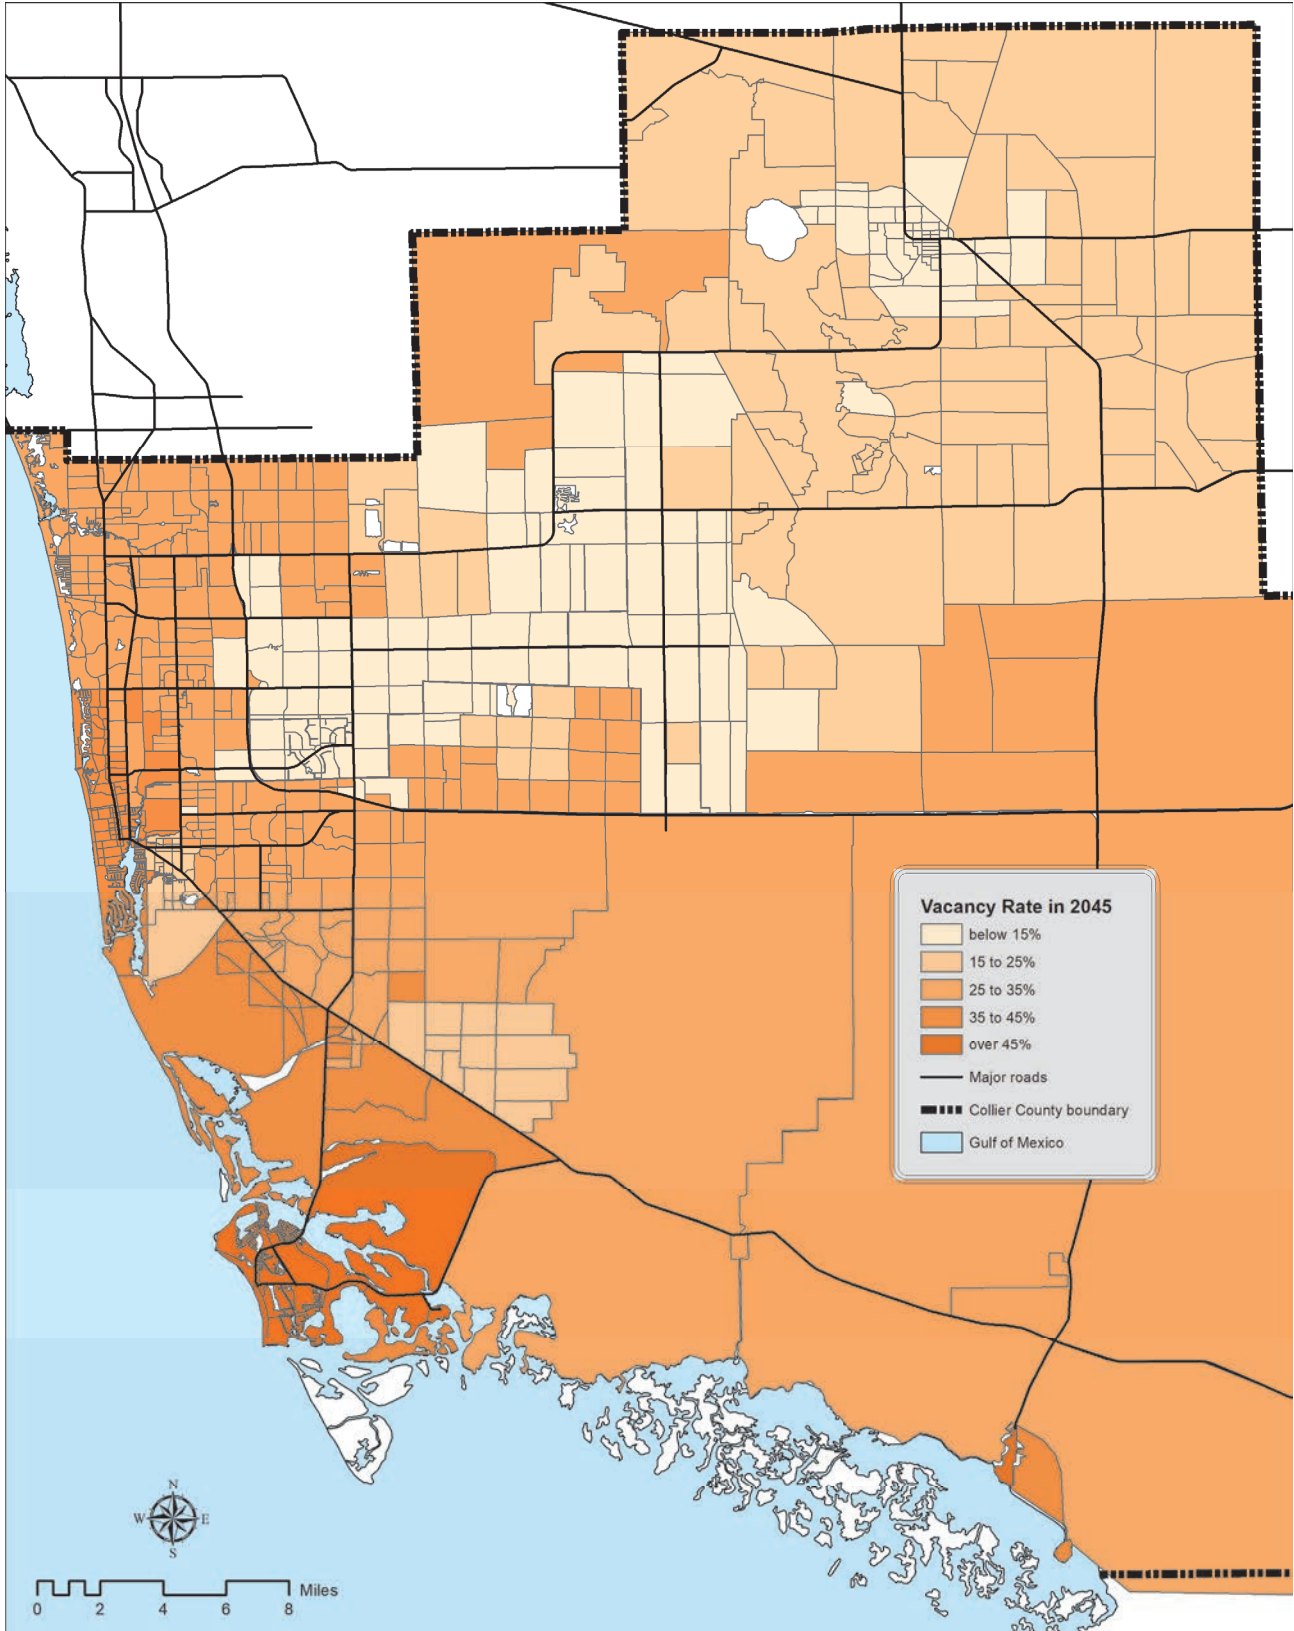 Vacancy Rate in 2045
below 15%
15 to 25%
25 to 35%
35 to 45%
over 45%
Major roads
Collier County boundary
Gulf of Mexico
N
W E
S
Miles
0 2 4 6 8